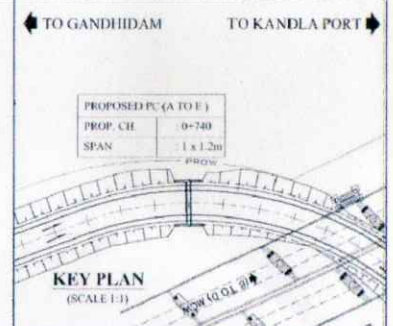 TO GANDHIDAM
TO KANDLA PORT
PROPOSED PC (A TO E)
PROP. CH. : 0+740
SPAN : 1 x 1.2m
PROW
KEY PLAN
(SCALE 1:1)